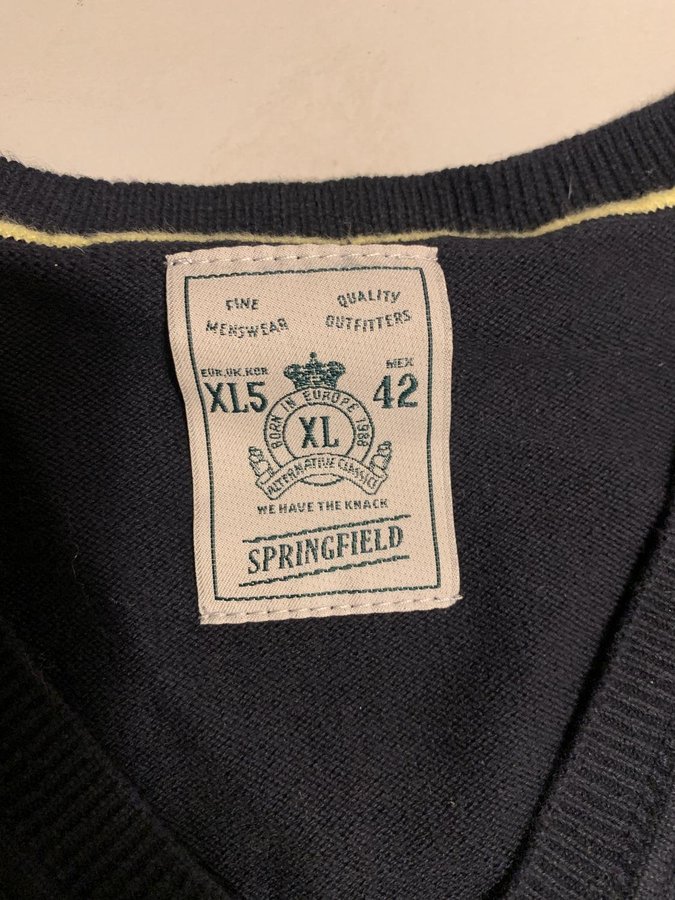 FINE QUALITY
MENSWEAR OUTFITTERS
EUR,UK,KOR MEX
XL5 42
BORN IN EUROPE 1988
XL
ALTERNATIVE CLASSICS
WE HAVE THE KNACK
SPRINGFIELD